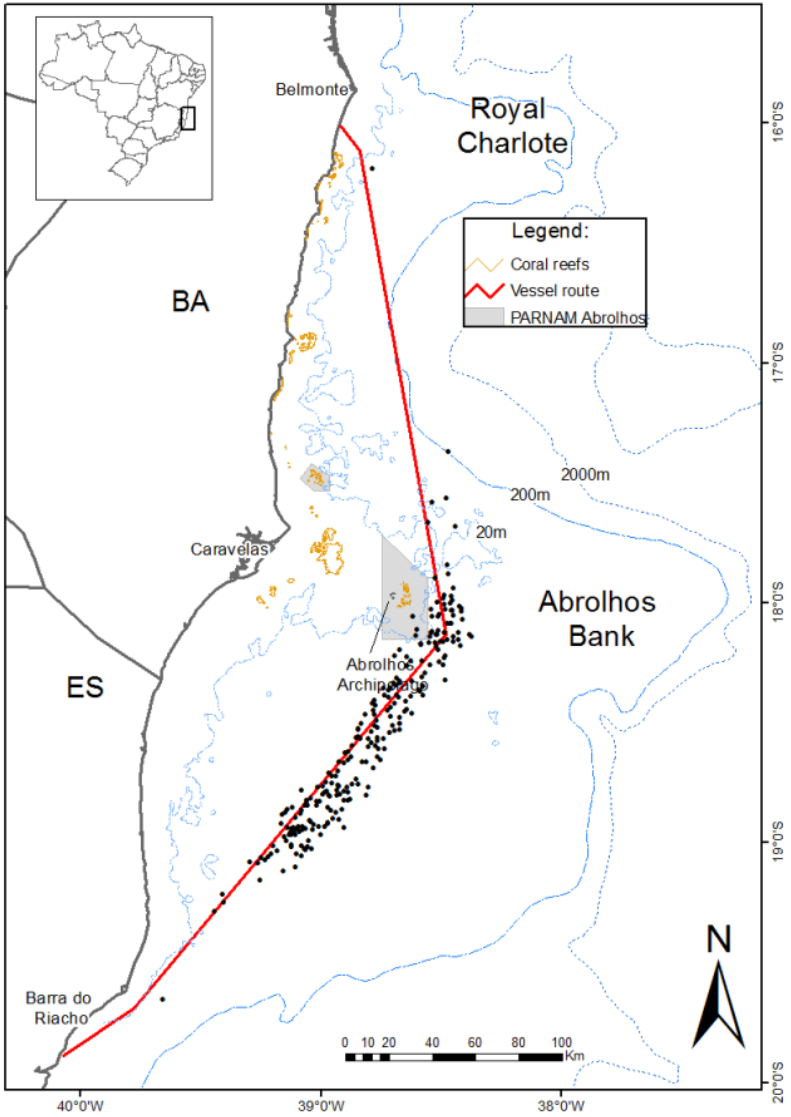 Belmonte
Royal
Charlote
16°0'S
Legend:
Coral reefs
Vessel route
PARNAM Abrolhos
BA
17°0'S
2000m
200m
20m
Caravelas
18°0'S
Abrolhos
Bank
Abrolhos
Archipelago
ES
19°0'S
N
Barra do
Riacho
0 10 20 40 60 80 100
Km
20°0'S
40°0'W
39°0'W
38°0'W